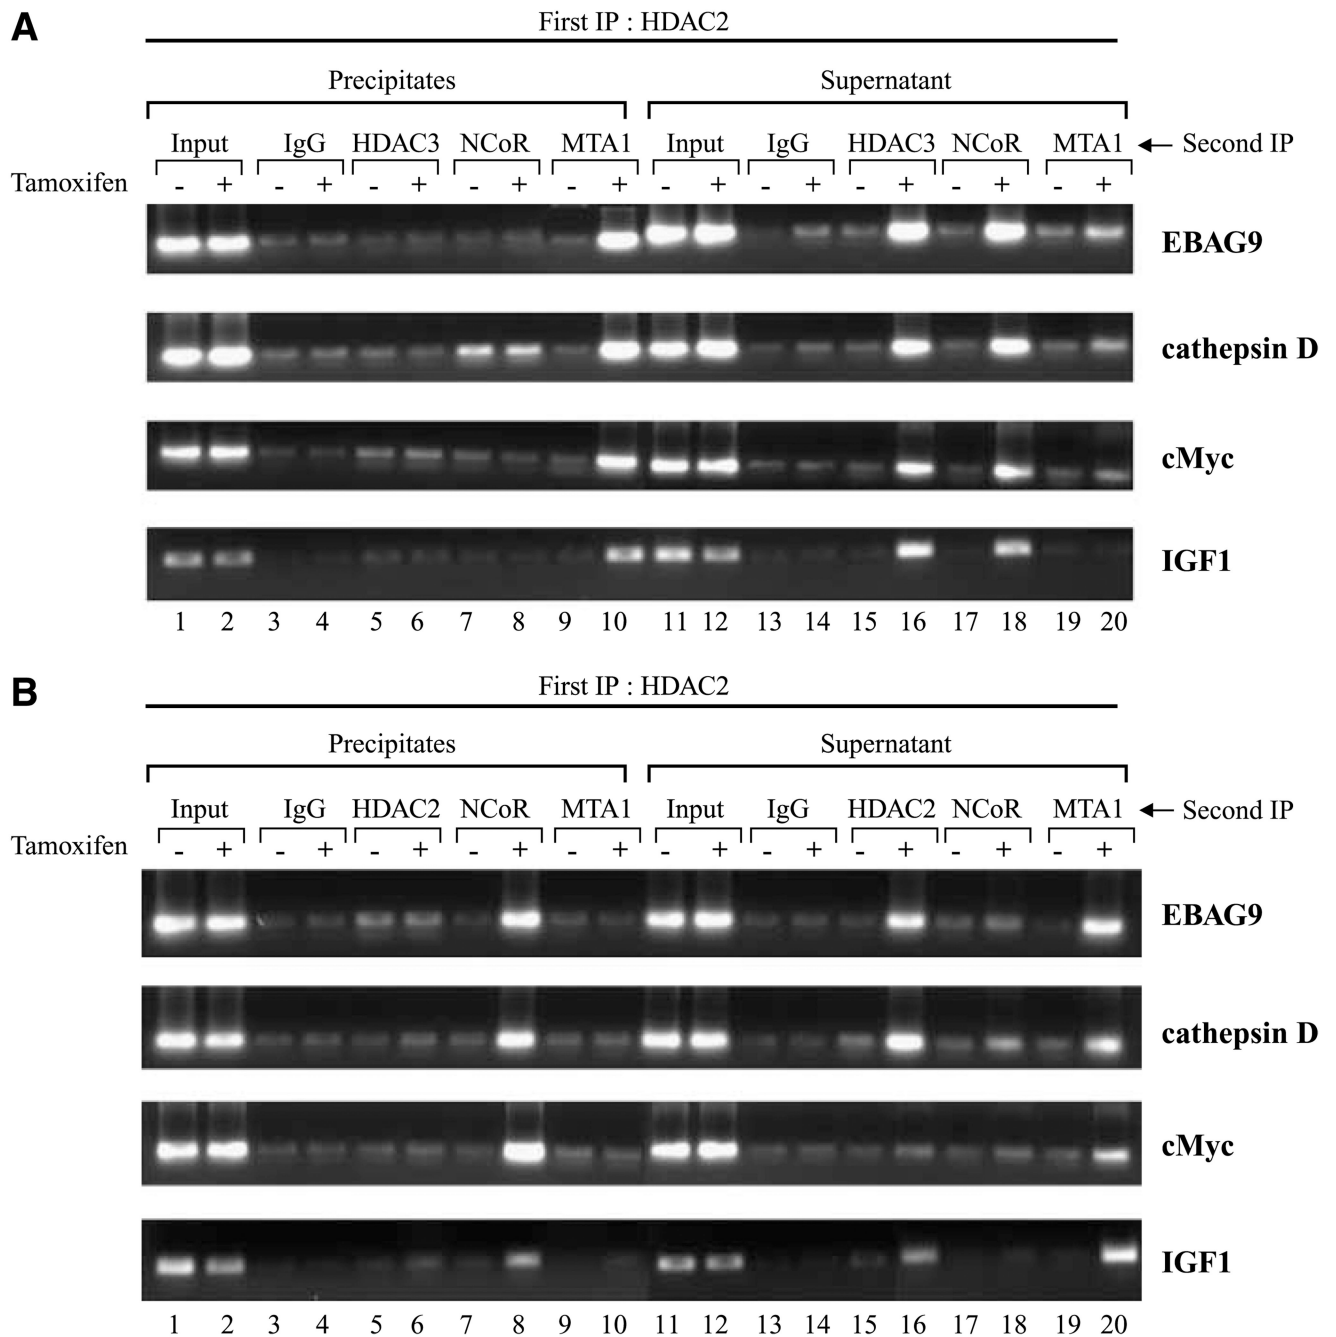 A
First IP : HDAC2
Precipitates Supernatant
Input IgG HDAC3 NCoR MTA1 Input IgG HDAC3 NCoR MTA1 ← Second IP
Tamoxifen - + - + - + - + - + - + - + - + - + - +
EBAG9
cathepsin D
cMyc
IGF1
1 2 3 4 5 6 7 8 9 10 11 12 13 14 15 16 17 18 19 20
B
First IP : HDAC2
Precipitates Supernatant
Input IgG HDAC2 NCoR MTA1 Input IgG HDAC2 NCoR MTA1 ← Second IP
Tamoxifen - + - + - + - + - + - + - + - + - + - +
EBAG9
cathepsin D
cMyc
IGF1
1 2 3 4 5 6 7 8 9 10 11 12 13 14 15 16 17 18 19 20